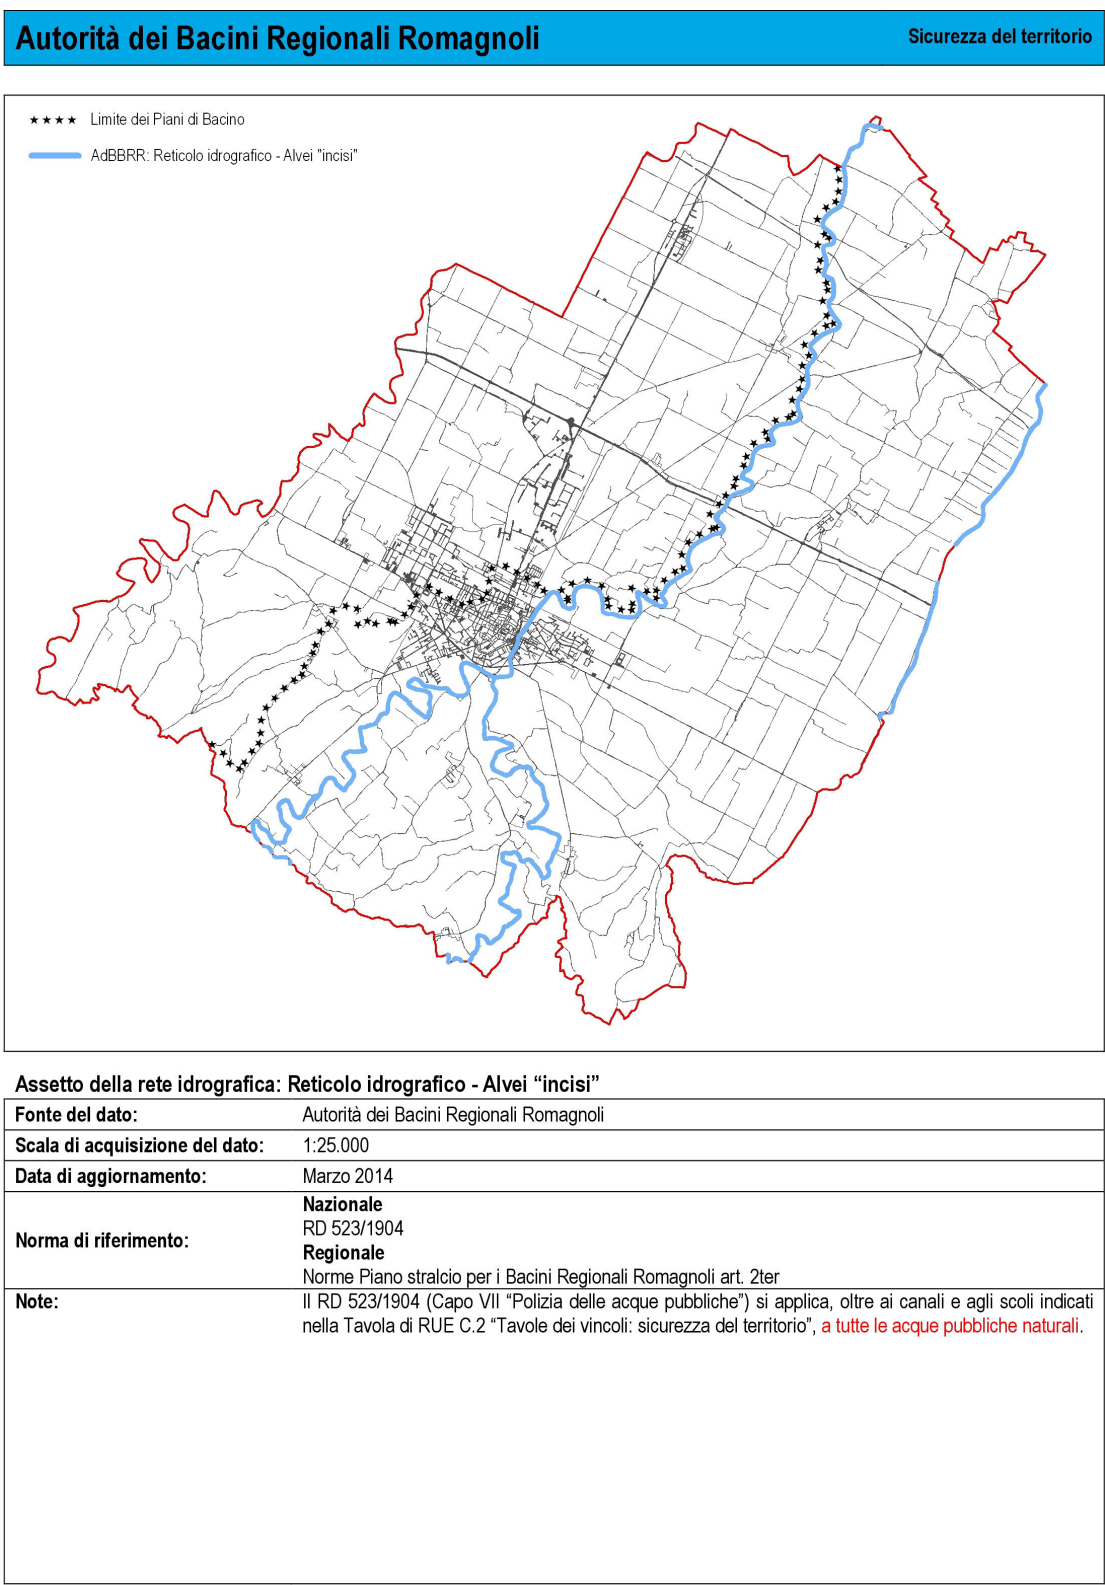 Autorità dei Bacini Regionali Romagnoli
Sicurezza del territorio
Limite dei Piani di Bacino
AdBBRR: Reticolo idrografico - Alvei "incisi"
Assetto della rete idrografica: Reticolo idrografico - Alvei “incisi”
Fonte del dato: Autorità dei Bacini Regionali Romagnoli
Scala di acquisizione del dato: 1:25.000
Data di aggiornamento: Marzo 2014
Norma di riferimento:
Nazionale
RD 523/1904
Regionale
Norme Piano stralcio per i Bacini Regionali Romagnoli art. 2ter
Note: Il RD 523/1904 (Capo VII “Polizia delle acque pubbliche”) si applica, oltre ai canali e agli scoli indicati
nella Tavola di RUE C.2 “Tavole dei vincoli: sicurezza del territorio”, a tutte le acque pubbliche naturali.